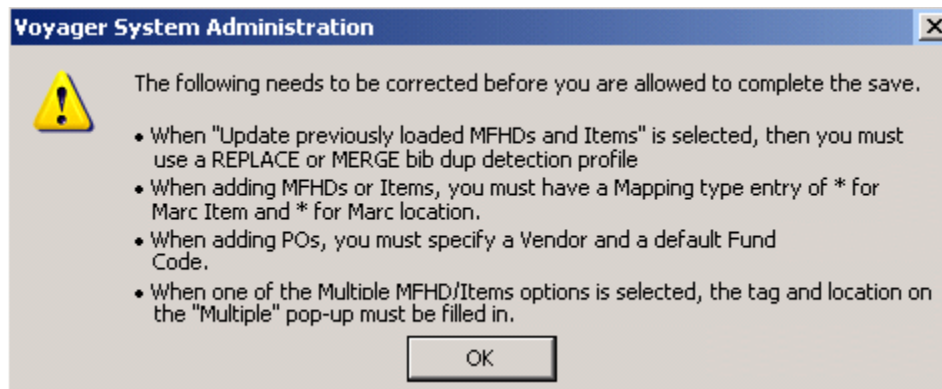 Voyager System Administration
The following needs to be corrected before you are allowed to complete the save.
• When "Update previously loaded MFHDs and Items" is selected, then you must
use a REPLACE or MERGE bib dup detection profile
• When adding MFHDs or Items, you must have a Mapping type entry of * for
Marc Item and * for Marc location.
• When adding POs, you must specify a Vendor and a default Fund
Code.
• When one of the Multiple MFHD/Items options is selected, the tag and location on
the "Multiple" pop-up must be filled in.
OK